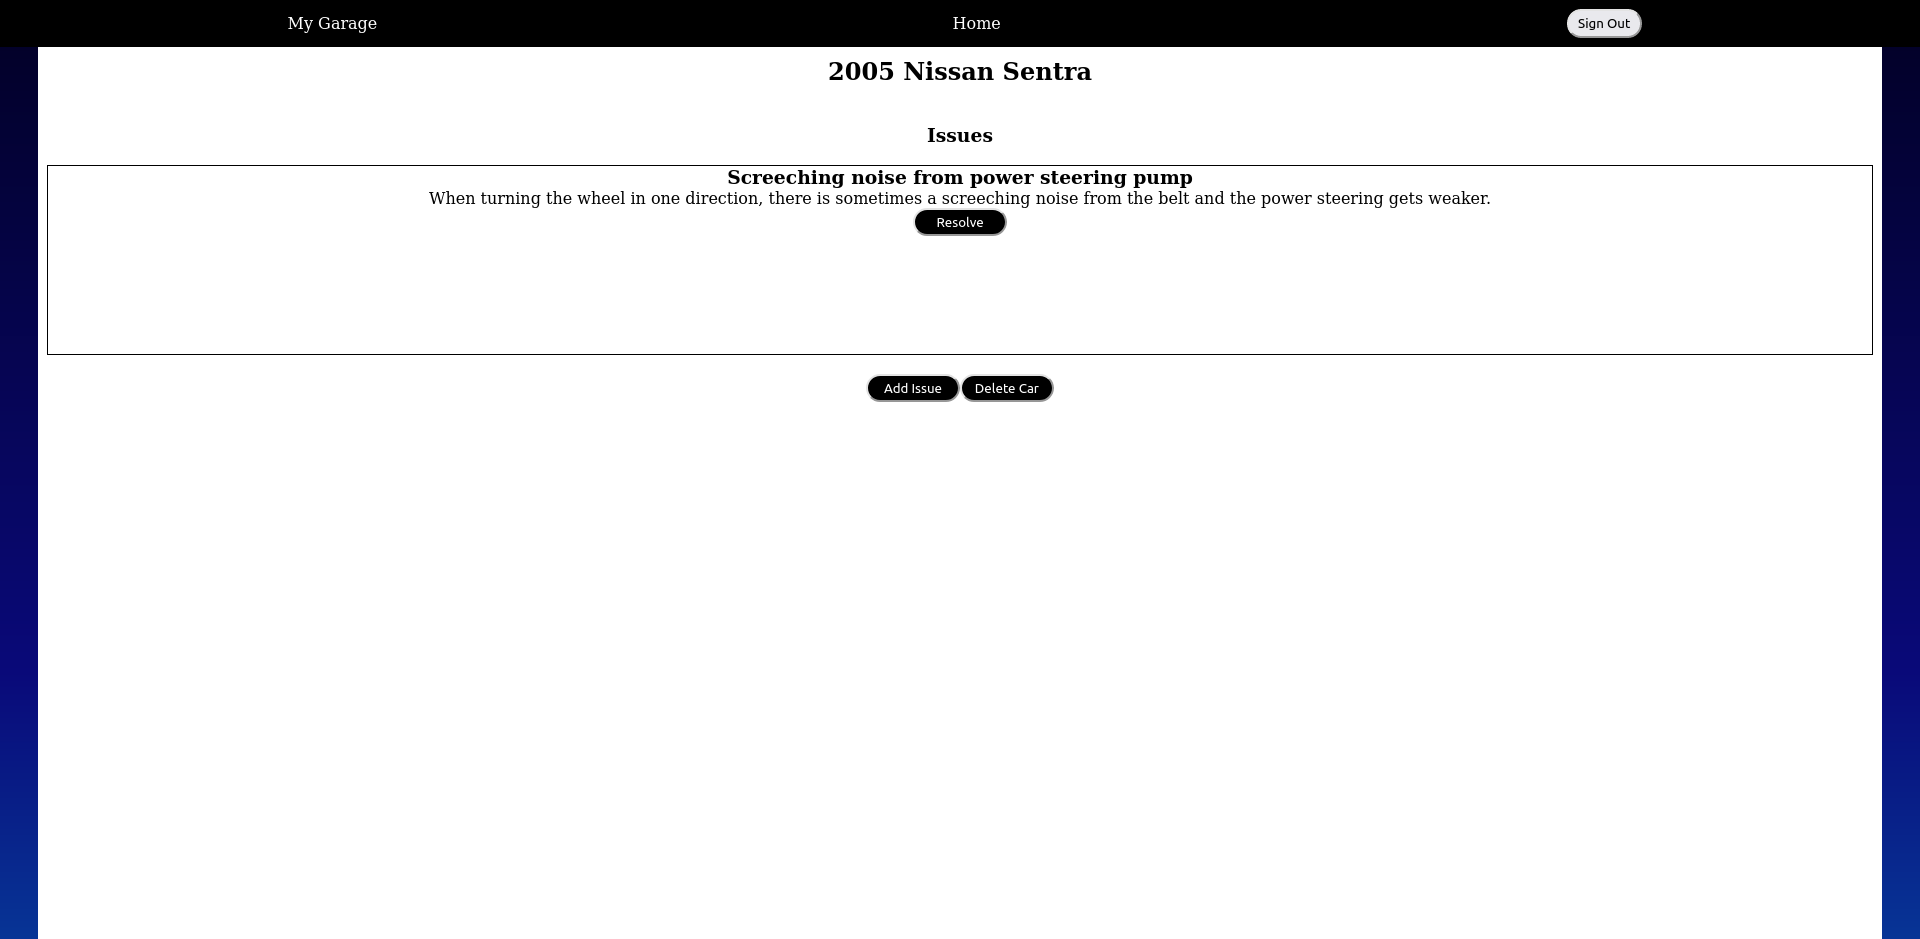 My Garage
Home
Sign Out
2005 Nissan Sentra
Issues
Screeching noise from power steering pump
When turning the wheel in one direction, there is sometimes a screeching noise from the belt and the power steering gets weaker.
Resolve
Add Issue
Delete Car